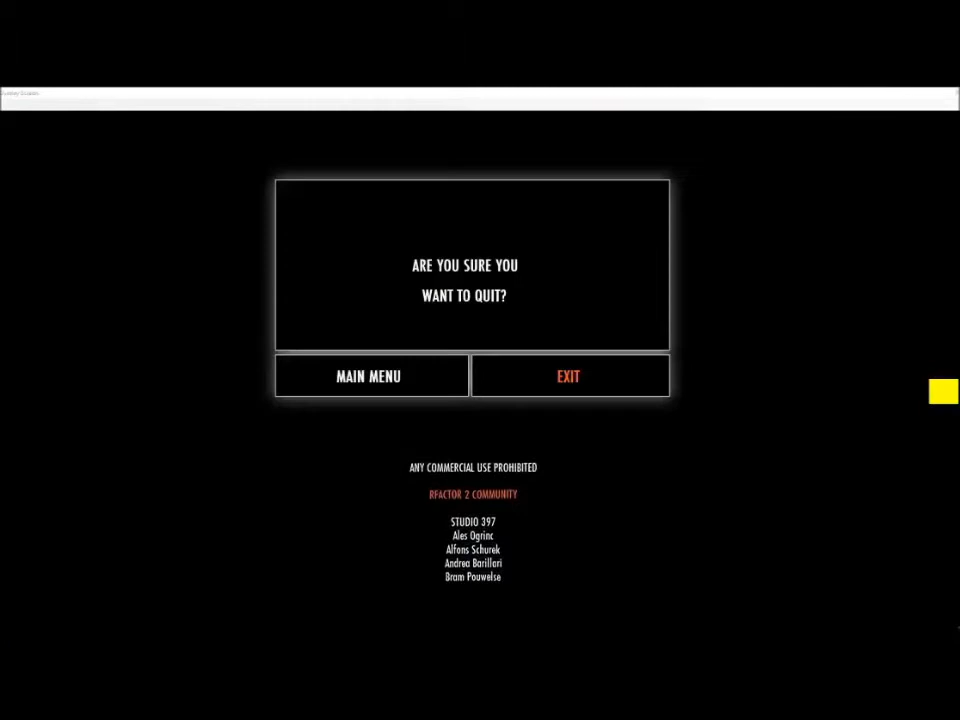 ARE YOU SURE YOU
WANT TO QUIT?
MAIN MENU
EXIT
ANY COMMERCIAL USE PROHIBITED
RFACTOR 2 COMMUNITY
STUDIO 397
Ales Ogrinc
Alfons Schurek
Andrea Barillari
Bram Pouwelse